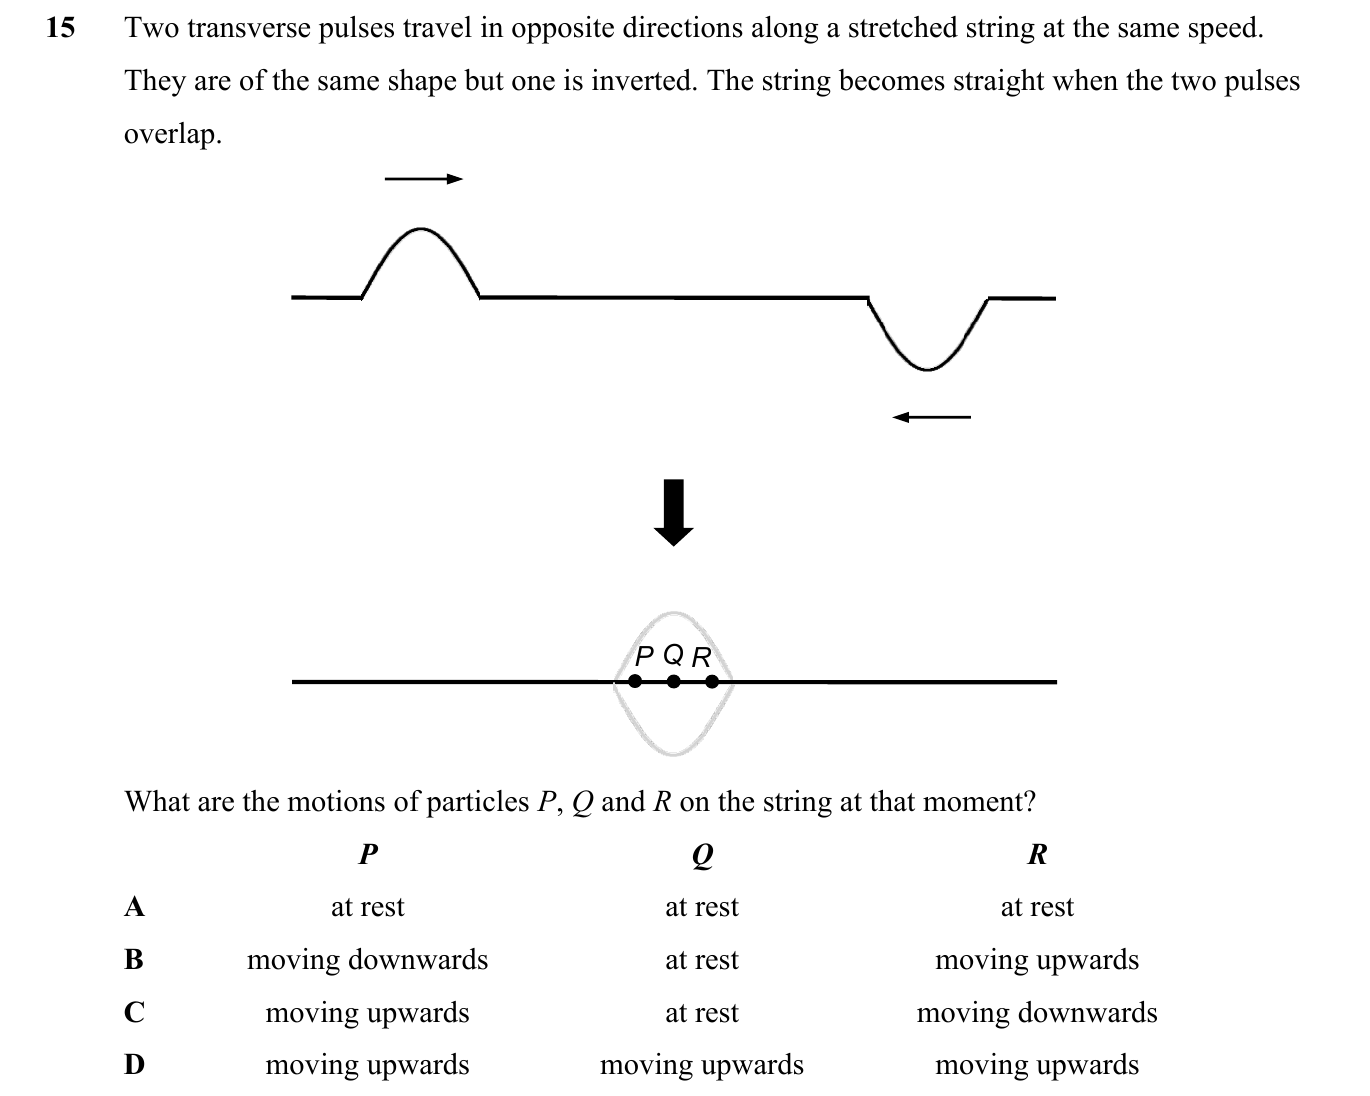 15 Two transverse pulses travel in opposite directions along a stretched string at the same speed.
They are of the same shape but one is inverted. The string becomes straight when the two pulses
overlap.
P Q R
What are the motions of particles P, Q and R on the string at that moment?
P Q R
A at rest at rest at rest
B moving downwards at rest moving upwards
C moving upwards at rest moving downwards
D moving upwards moving upwards moving upwards